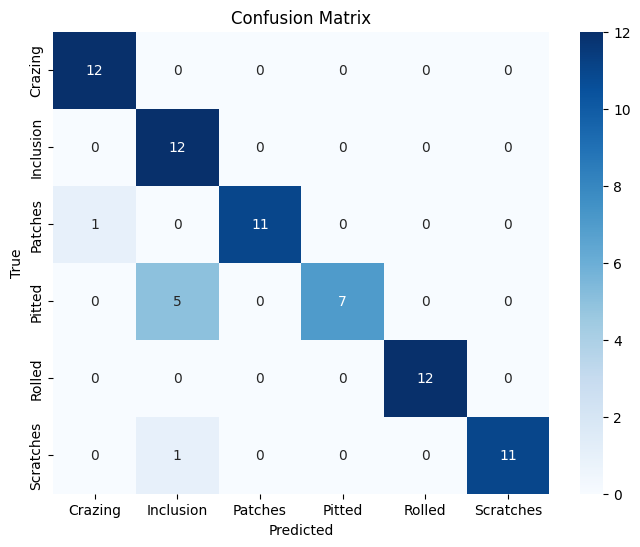 Confusion Matrix
True
Crazing 12 0 0 0 0 0
Inclusion 0 12 0 0 0 0
Patches 1 0 11 0 0 0
Pitted 0 5 0 7 0 0
Rolled 0 0 0 0 12 0
Scratches 0 1 0 0 0 11
Crazing Inclusion Patches Pitted Rolled Scratches
Predicted
12
10
8
6
4
2
0